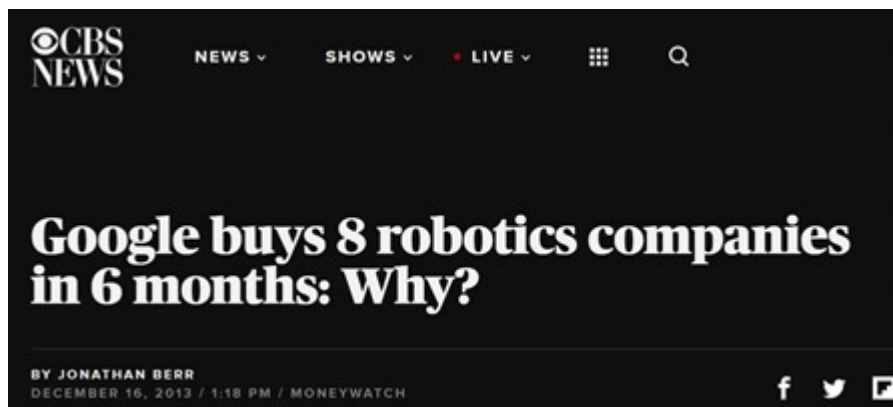 CBS NEWS
NEWS SHOWS LIVE
Google buys 8 robotics companies
in 6 months: Why?
BY JONATHAN BERR
DECEMBER 16, 2013 / 1:18 PM / MONEYWATCH